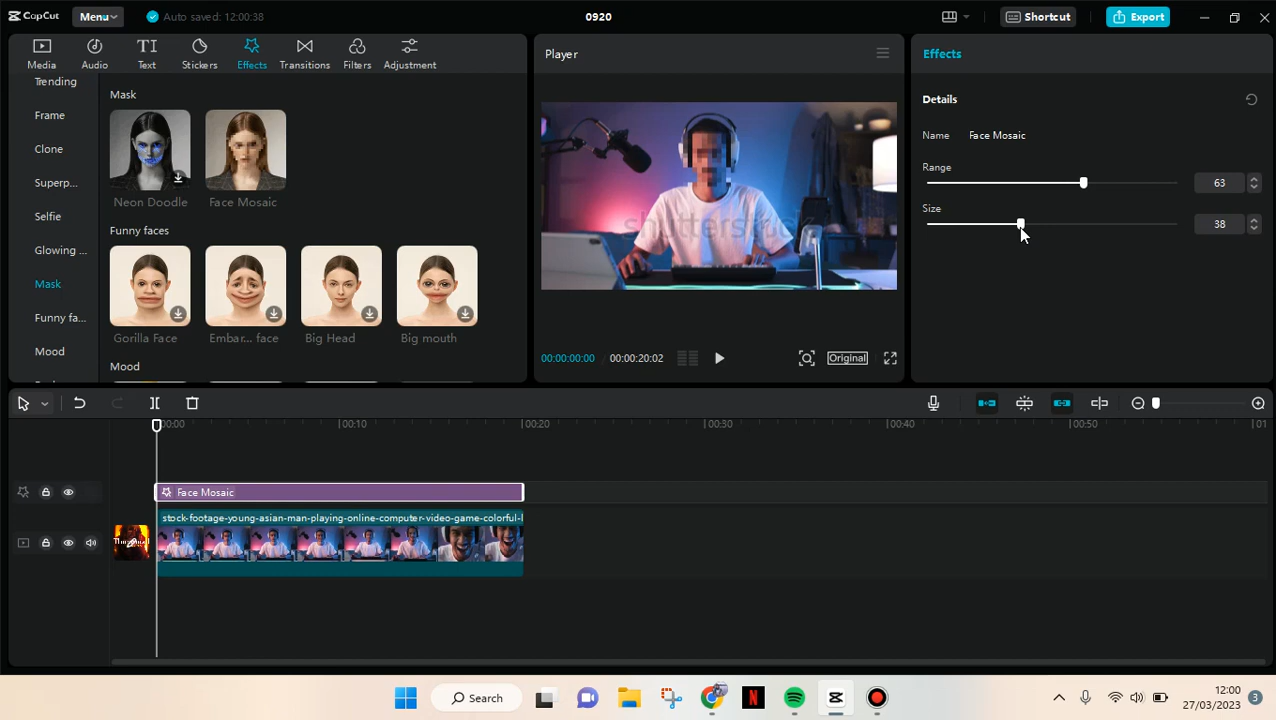 CapCut
Menu
Auto saved: 12:00:38
0920
Shortcut
Export
Media
Audio
Text
Stickers
Effects
Transitions
Filters
Adjustment
Trending
Frame
Clone
Superp...
Selfie
Glowing ...
Mask
Funny fa...
Mood
Mask
Neon Doodle
Face Mosaic
Funny faces
Gorilla Face
Embar... face
Big Head
Big mouth
Mood
Player
shutterstock
00:00:00:00
00:00:20:02
Original
Effects
Details
Name
Face Mosaic
Range
63
Size
38
00:00
00:10
00:20
00:30
00:40
00:50
01
Face Mosaic
stock-footage-young-asian-man-playing-online-computer-video-game-colorful-l
Search
N
12:00
27/03/2023
3